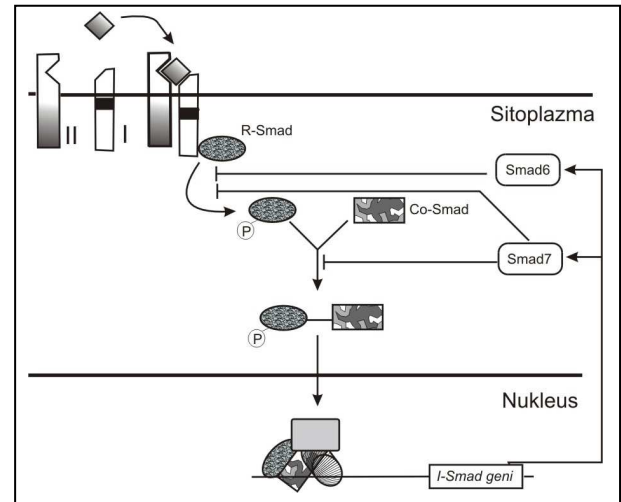 Sitoplazma
II
I
R-Smad
Smad6
P
Co-Smad
Smad7
P
Nukleus
I-Smad geni